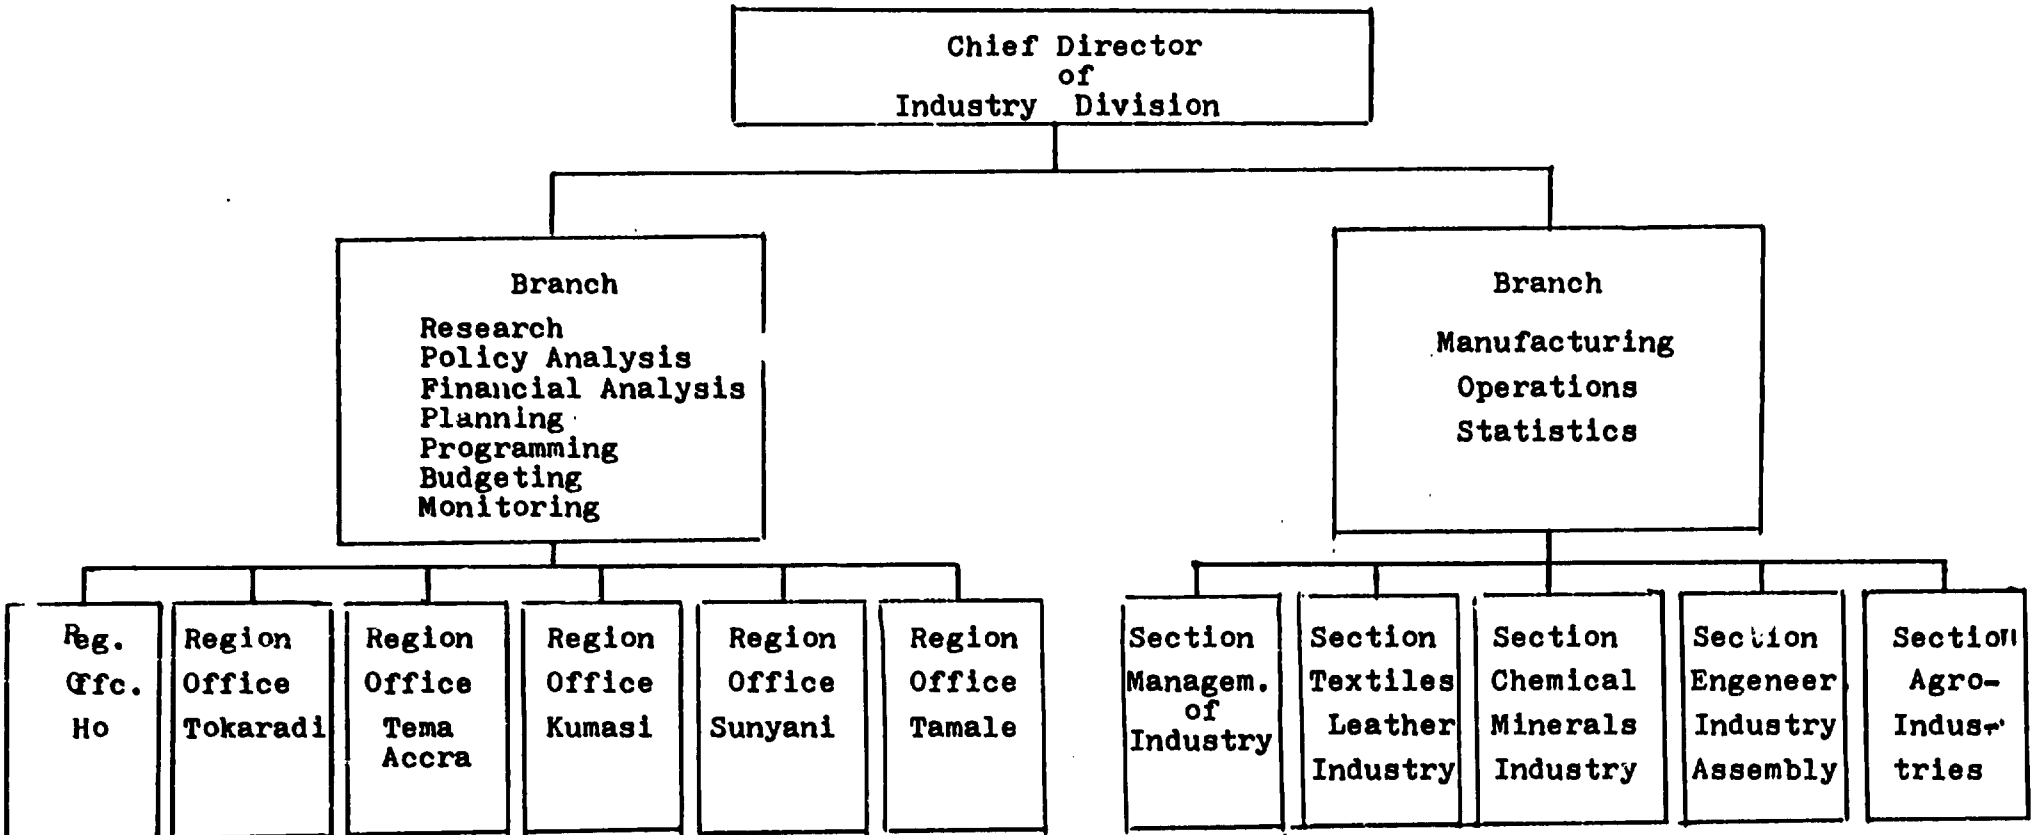 Chief Director
of
Industry Division
Branch
Research
Policy Analysis
Financial Analysis
Planning
Programming
Budgeting
Monitoring
Branch
Manufacturing
Operations
Statistics
Reg.
Offc.
Ho
Region
Office
Tokaradi
Region
Office
Tema
Accra
Region
Office
Kumasi
Region
Office
Sunyani
Region
Office
Tamale
Section
Managem.
of
Industry
Section
Textiles
Leather
Industry
Section
Chemical
Minerals
Industry
Section
Engeneer
Industry
Assembly
Section
Agro-
Indus-
tries